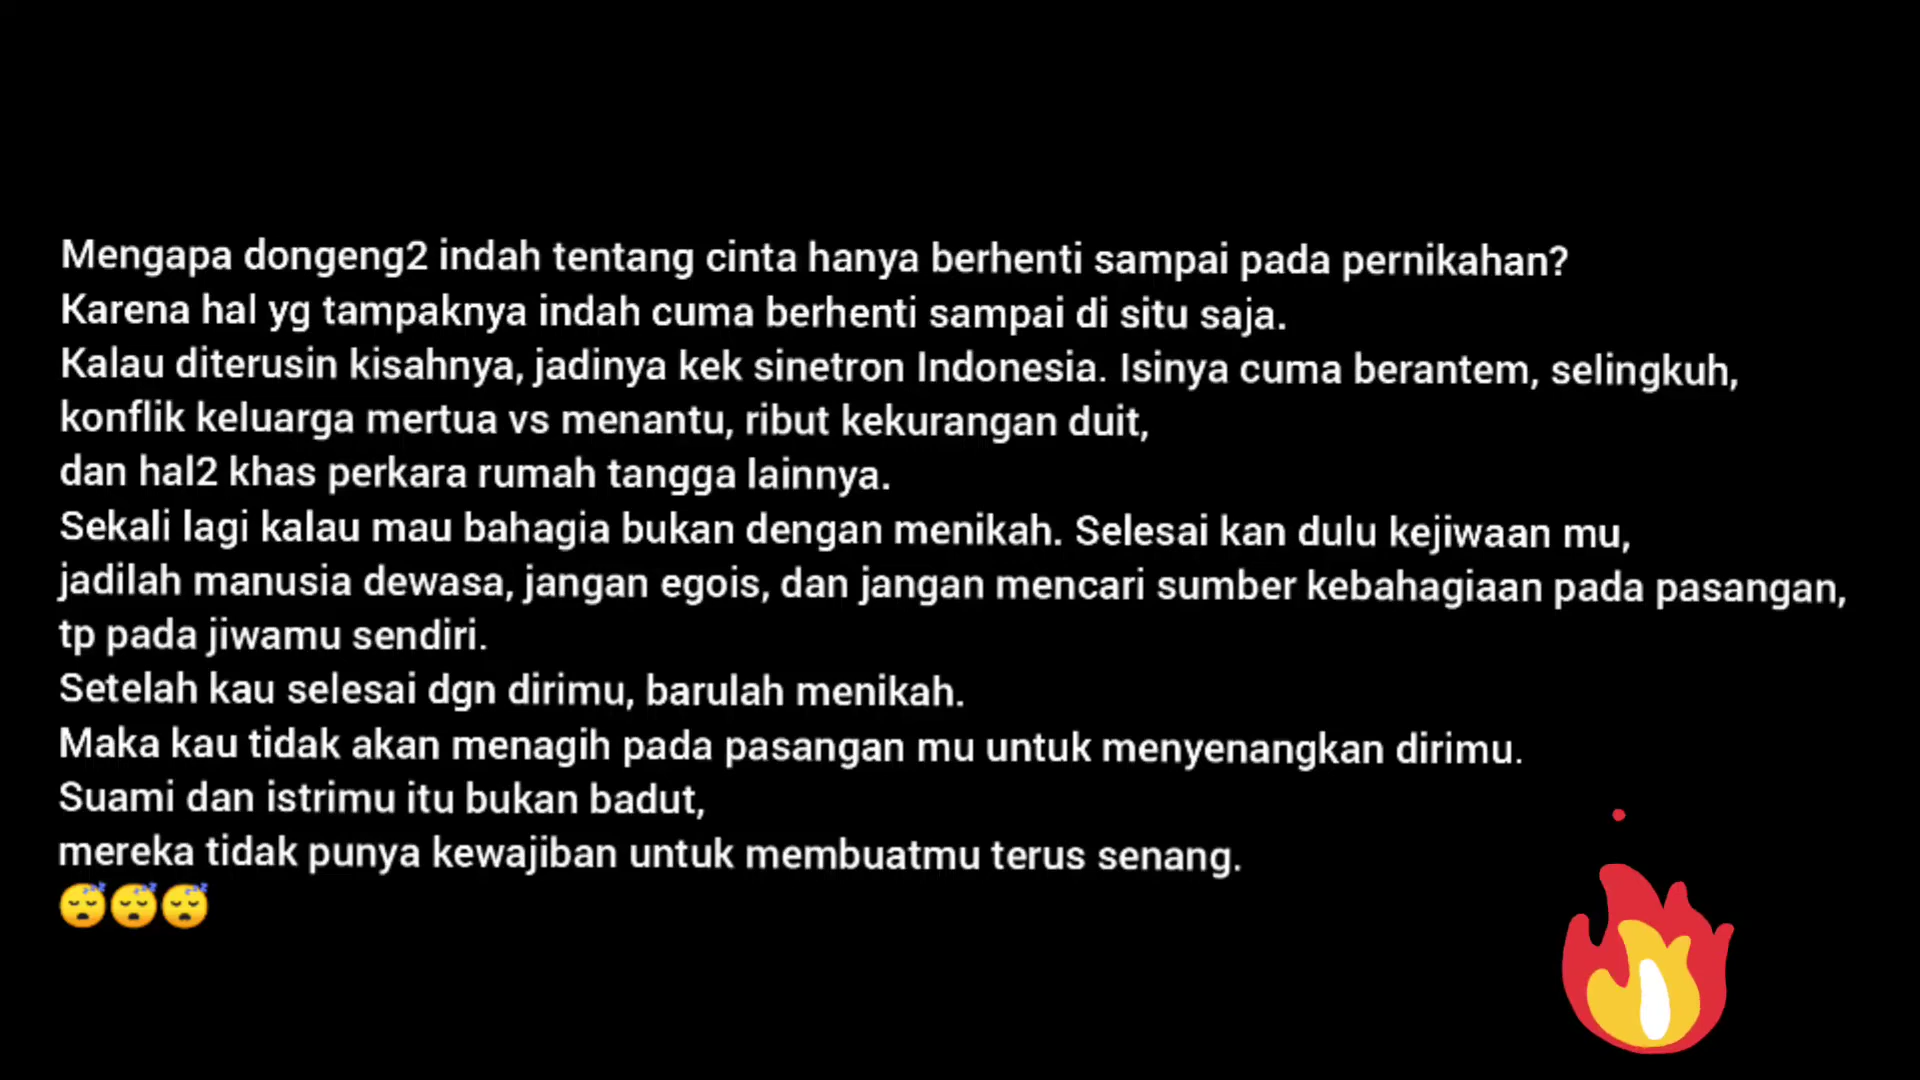 Mengapa dongeng2 indah tentang cinta hanya berhenti sampai pada pernikahan?
Karena hal yg tampaknya indah cuma berhenti sampai di situ saja.
Kalau diterusin kisahnya, jadinya kek sinetron Indonesia. Isinya cuma berantem, selingkuh,
konflik keluarga mertua vs menantu, ribut kekurangan duit,
dan hal2 khas perkara rumah tangga lainnya.
Sekali lagi kalau mau bahagia bukan dengan menikah. Selesai kan dulu kejiwaan mu,
jadilah manusia dewasa, jangan egois, dan jangan mencari sumber kebahagiaan pada pasangan,
tp pada jiwamu sendiri.
Setelah kau selesai dgn dirimu, barulah menikah.
Maka kau tidak akan menagih pada pasangan mu untuk menyenangkan dirimu.
Suami dan istrimu itu bukan badut,
mereka tidak punya kewajiban untuk membuatmu terus senang.
😴😴😴